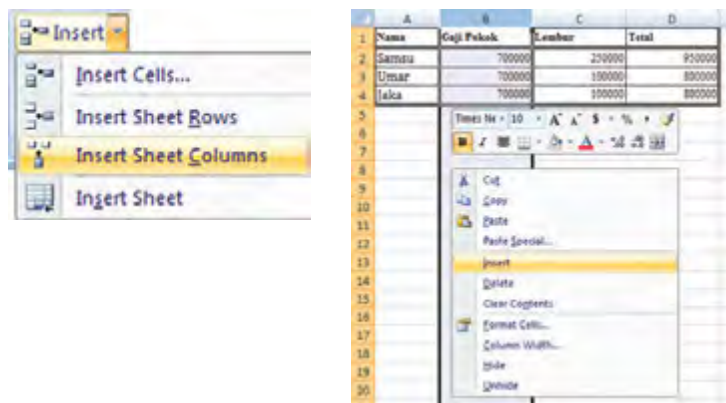 Insert
Insert Cells...
Insert Sheet Rows
Insert Sheet Columns
Insert Sheet
A B C D
1 Nama Gaji Pokok Lembur Total
2 Samsu 700000 250000 950000
3 Umar 700000 100000 800000
4 Jaka 700000 100000 800000
5
6
7
8
9
10
11
12
13
14
15
16
17
18
19
20
Times Ne 10 A A $ % ,
B I A
Cut
Copy
Paste
Paste Special...
Insert
Delete
Clear Contents
Format Cells...
Column Width...
Hide
Unhide